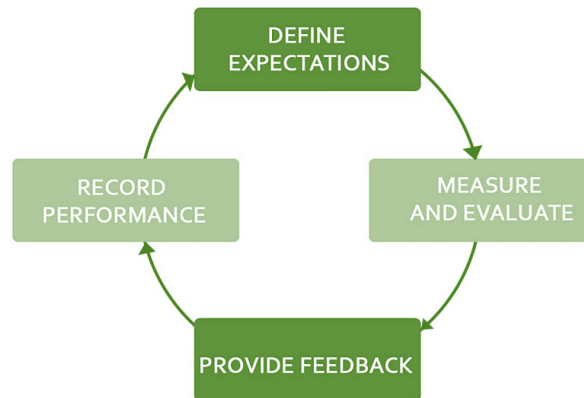 DEFINE
EXPECTATIONS
MEASURE
AND EVALUATE
PROVIDE FEEDBACK
RECORD
PERFORMANCE